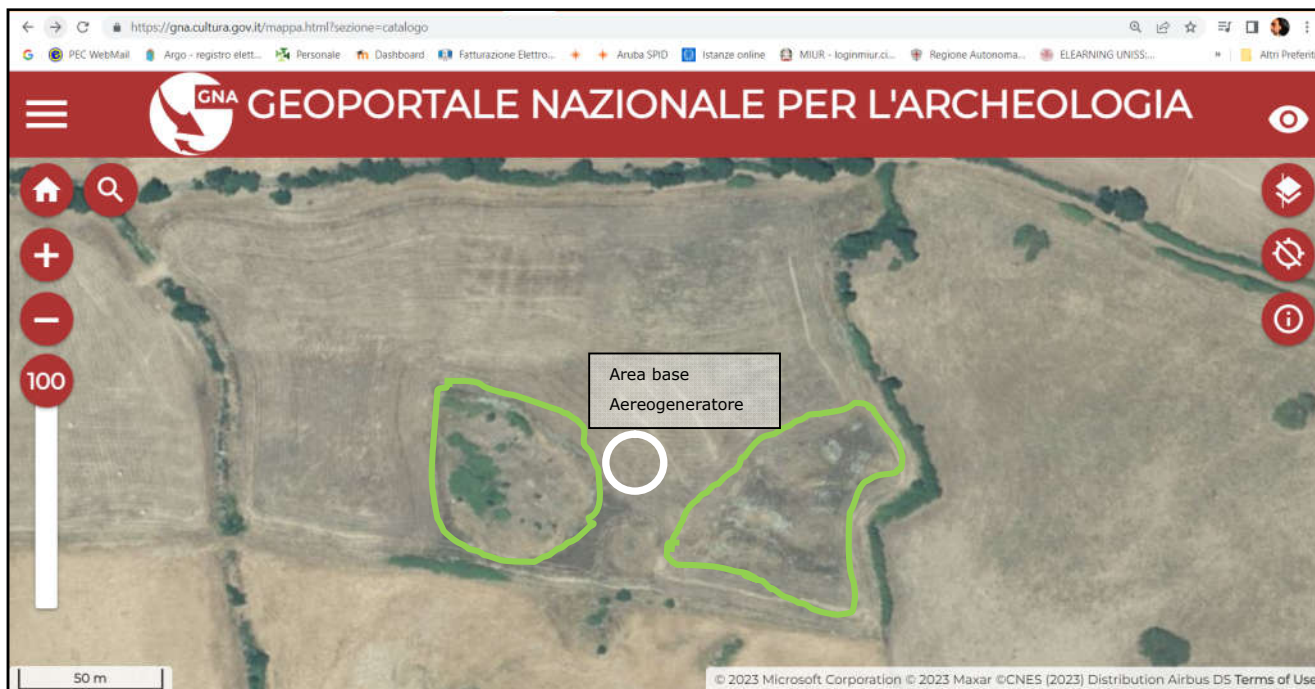 https://gna.cultura.gov.it/mappa.html?sezione=catalogo
PEC WebMail Argo - registro elett... Personale Dashboard Fatturazione Elettro... Aruba SPID Istanze online MIUR - loginmiur.ci... Regione Autonoma... ELEARNING UNISS:... » Altri Preferit
GNA GEOPORTALE NAZIONALE PER L'ARCHEOLOGIA
100
Area base
Aereogeneratore
50 m
© 2023 Microsoft Corporation © 2023 Maxar ©CNES (2023) Distribution Airbus DS Terms of Use